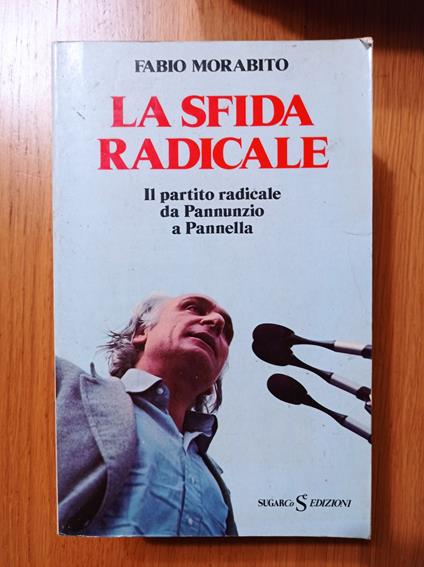 FABIO MORABITO
LA SFIDA
RADICALE
Il partito radicale
da Pannunzio
a Pannella
SUGARCo EDIZIONI